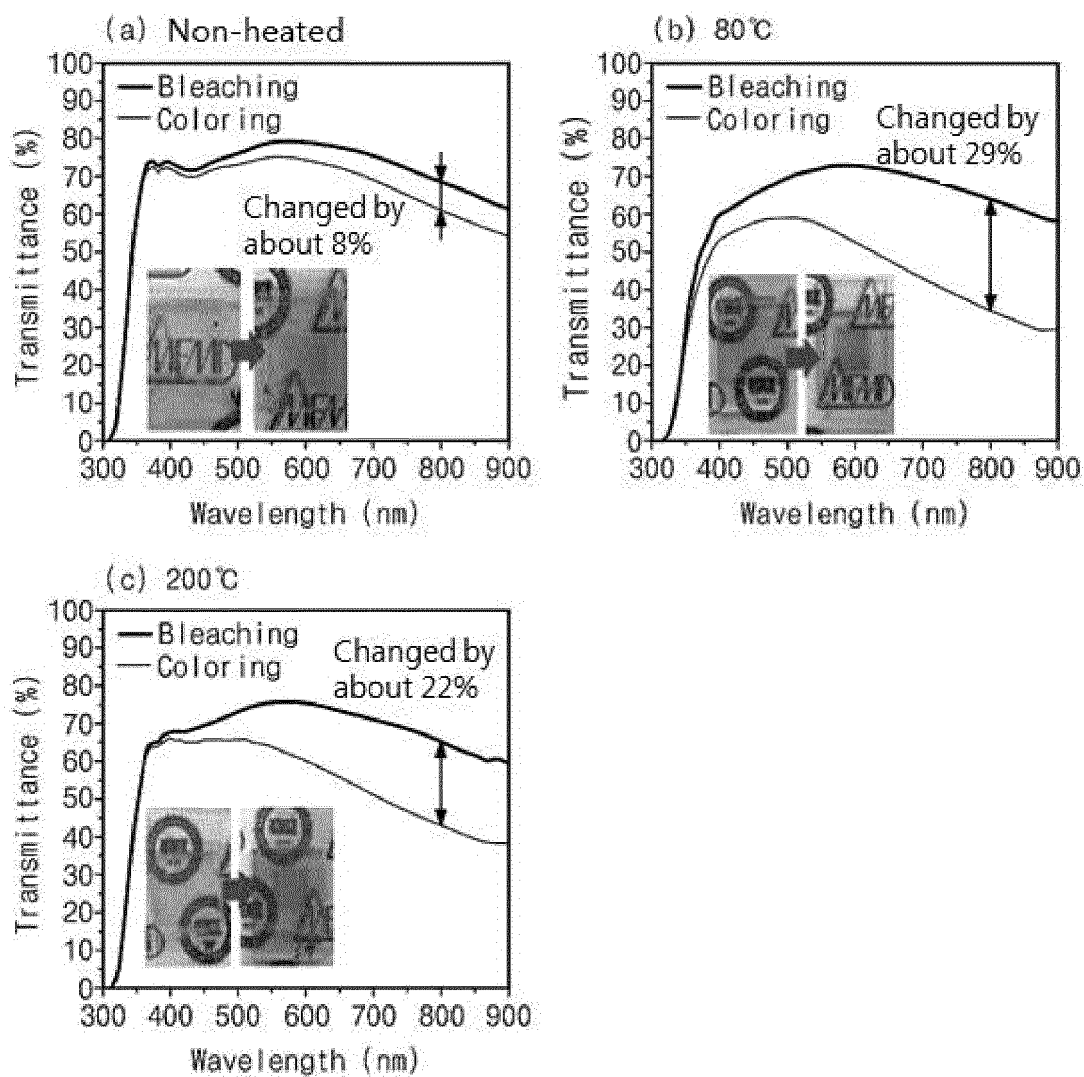 (a) Non-heated
100
90
80
70
60
50
40
30
20
10
0
Transmittance (%)
Bleaching
Coloring
Changed by
about 8%
MEMD
300 400 500 600 700 800 900
Wavelength (nm)
(b) 80℃
100
90
80
70
60
50
40
30
20
10
0
Transmittance (%)
Bleaching
Coloring
Changed by
about 29%
MEMD
300 400 500 600 700 800 900
Wavelength (nm)
(c) 200℃
100
90
80
70
60
50
40
30
20
10
0
Transmittance (%)
Bleaching
Coloring
Changed by
about 22%
300 400 500 600 700 800 900
Wavelength (nm)